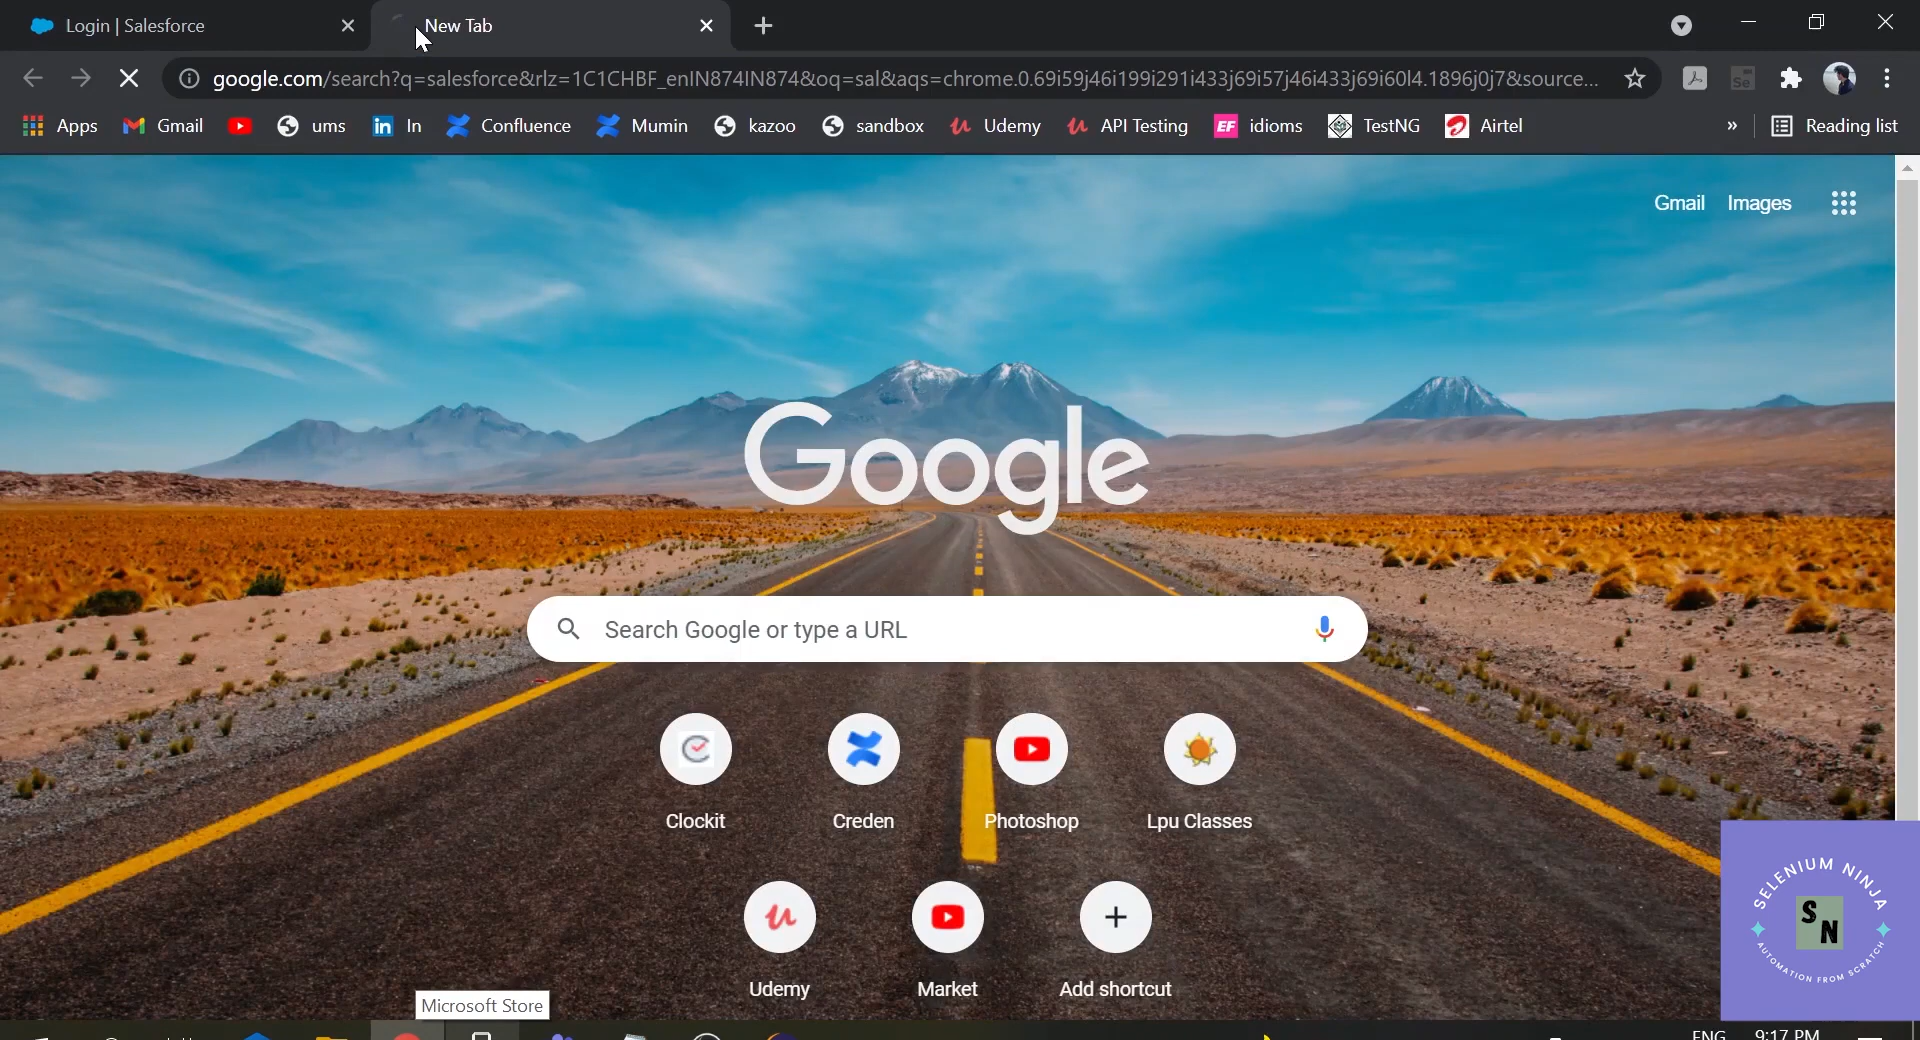 Login | Salesforce
New Tab
google.com/search?q=salesforce&rlz=1C1CHBF_enIN874IN874&oq=sal&aqs=chrome.0.69i59j46i199i291i433j69i57j46i433j69i60l4.1896j0j7&source...
Apps Gmail ums In Confluence Mumin kazoo sandbox Udemy API Testing EF idioms TestNG Airtel » Reading list
Gmail Images
Google
Search Google or type a URL
Clockit Creden Photoshop Lpu Classes
Udemy Market Add shortcut
SELENIUM NINJA
S
N
AUTOMATION FROM SCRATCH
Microsoft Store
ENG 9:17 PM